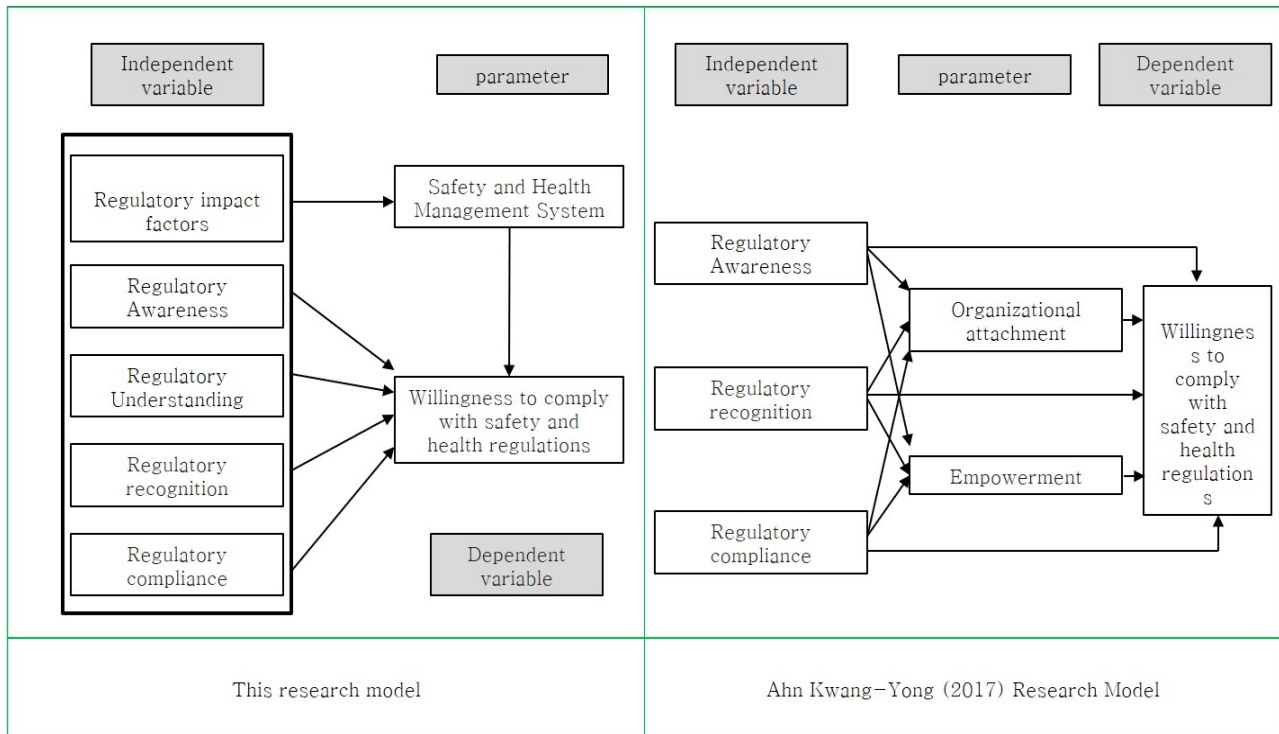 Independent
variable
parameter
Regulatory impact
factors
Safety and Health
Management System
Regulatory
Awareness
Regulatory
Understanding
Willingness to comply
with safety and
health regulations
Regulatory
recognition
Regulatory
compliance
Dependent
variable
This research model
Independent
variable
parameter
Dependent
variable
Regulatory
Awareness
Organizational
attachment
Willingnes
s to
comply
with
safety and
health
regulation
s
Regulatory
recognition
Empowerment
Regulatory
compliance
Ahn Kwang-Yong (2017) Research Model